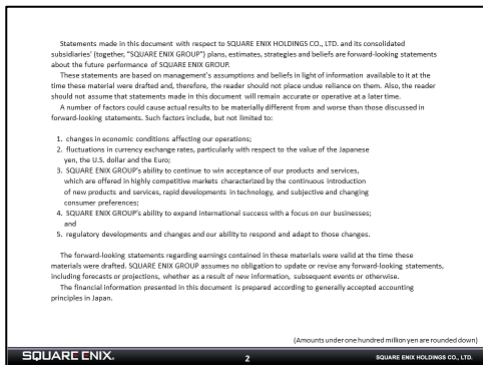 Statements made in this document with respect to SQUARE ENIX HOLDINGS CO., LTD. and its consolidated
subsidiaries' (together, "SQUARE ENIX GROUP") plans, estimates, strategies and beliefs are forward-looking statements
about the future performance of SQUARE ENIX GROUP.
These statements are based on management's assumptions and beliefs in light of information available to it at the
time these material were drafted and, therefore, the reader should not place undue reliance on them. Also, the reader
should not assume that statements made in this document will remain accurate or operative at a later time.
A number of factors could cause actual results to be materially different from and worse than those discussed in
forward-looking statements. Such factors include, but not limited to:
1. changes in economic conditions affecting our operations;
2. fluctuations in currency exchange rates, particularly with respect to the value of the Japanese
yen, the U.S. dollar and the Euro;
3. SQUARE ENIX GROUP's ability to continue to win acceptance of our products and services,
which are offered in highly competitive markets characterized by the continuous introduction
of new products and services, rapid developments in technology, and subjective and changing
consumer preferences;
4. SQUARE ENIX GROUP's ability to expand international success with a focus on our businesses;
and
5. regulatory developments and changes and our ability to respond and adapt to those changes.
The forward-looking statements regarding earnings contained in these materials were valid at the time these
materials were drafted. SQUARE ENIX GROUP assumes no obligation to update or revise any forward-looking statements,
including forecasts or projections, whether as a result of new information, subsequent events or otherwise.
The financial information presented in this document is prepared according to generally accepted accounting
principles in Japan.
(Amounts under one hundred million yen are rounded down)
SQUARE ENIX. 2 SQUARE ENIX HOLDINGS CO., LTD.